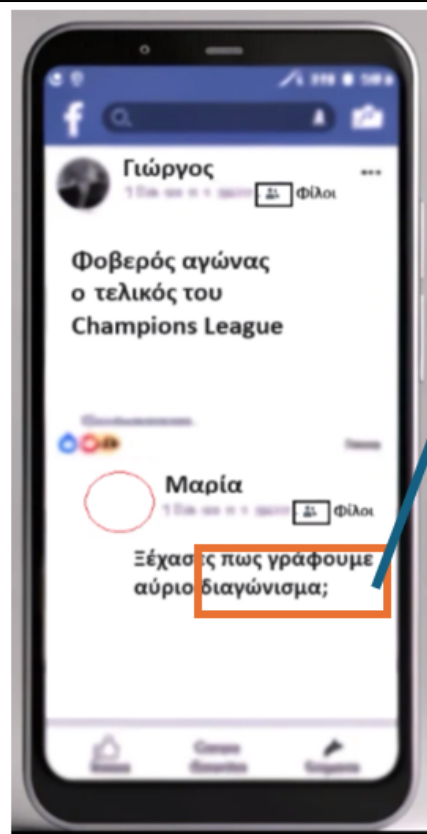 f
Γιώργος
Φίλοι
Φοβερός αγώνας
ο τελικός του
Champions League
Μαρία
Φίλοι
Ξέχασες πως γράφουμε
αύριο διαγώνισμα;